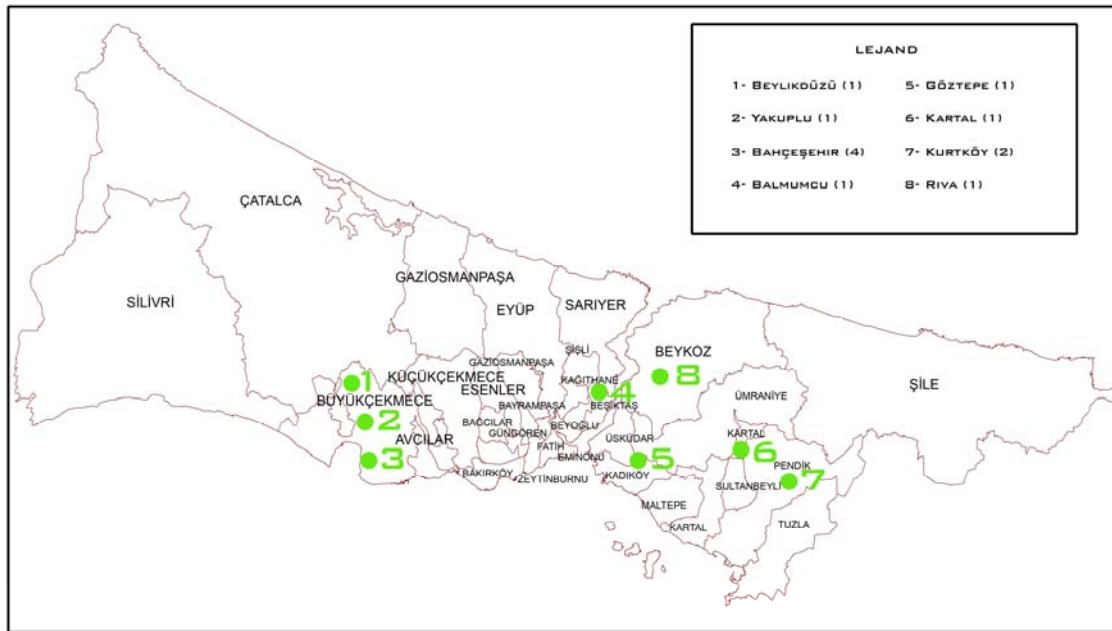 LEJAND
1- BEYLIKDÜZÜ (1) 5- GÖZTEPE (1)
2- YAKUPLU (1) 6- KARTAL (1)
3- BAHÇEŞEHIR (4) 7- KURTKÖY (2)
4- BALMUMCU (1) 8- RIVA (1)
ÇATALCA
GAZİOSMANPAŞA
SİLİVRİ
EYÜP
SARIYER
ŞİŞLİ
BEYKOZ
GAZİOSMANPAŞA
KÜÇÜKÇEKMECE
KAĞITHANE
8
1
ESENLER
4
ŞİLE
BÜYÜKÇEKMECE
BAYRAMPAŞA
BEŞİKTAŞ
ÜMRANİYE
2
BAĞCILAR
BEYOĞLU
GÜNGÖREN
AVCILAR
ÜSKÜDAR
KARTAL
FATİH
6
3
EMİNÖNÜ
5
PENDİK
BAKIRKÖY
KADIKÖY
ZEYTİNBURNU
SULTANBEYLİ
7
MALTEPE
KARTAL
TUZLA